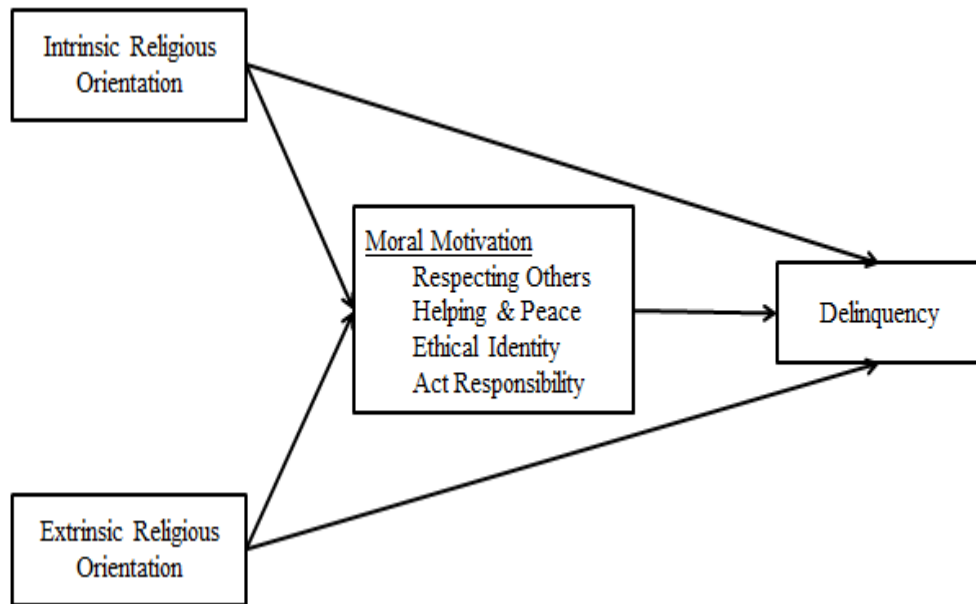 Intrinsic Religious
Orientation
Moral Motivation
Respecting Others
Helping & Peace
Ethical Identity
Act Responsibility
Delinquency
Extrinsic Religious
Orientation